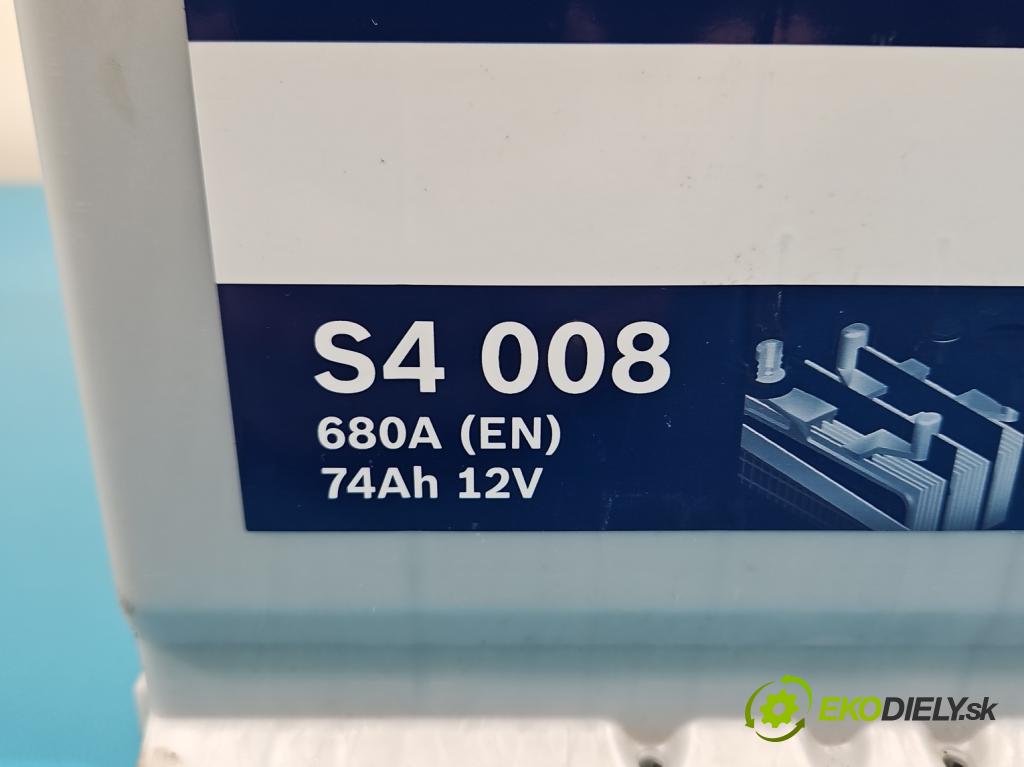 S4 008
680A (EN)
74Ah 12V
EKODIELY.sk